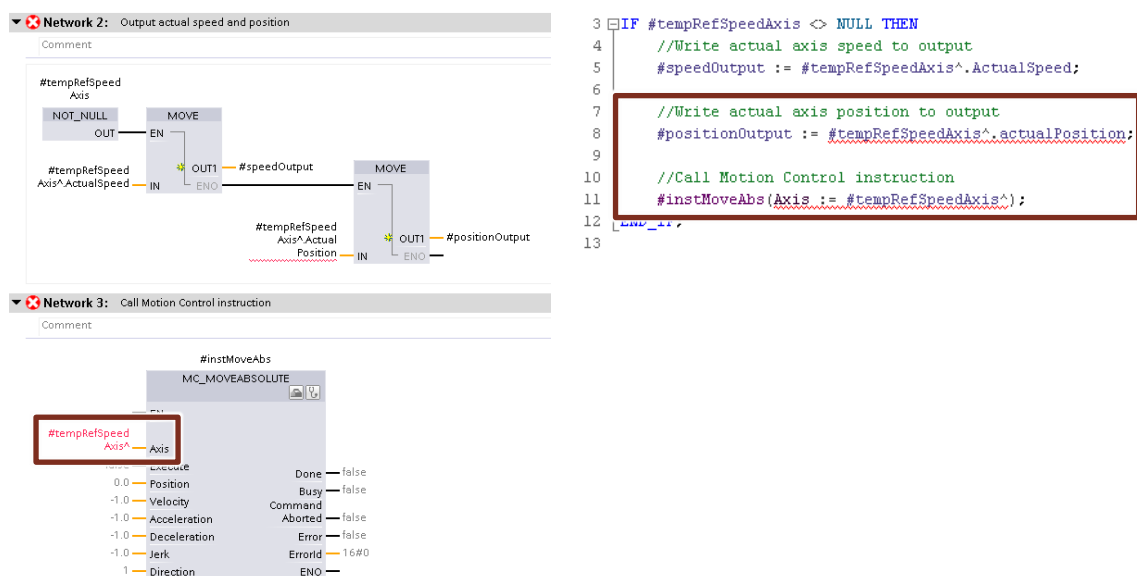 Network 2: Output actual speed and position
Comment
#tempRefSpeed
Axis
NOT_NULL
OUT
MOVE
EN
#tempRefSpeed
Axis^.ActualSpeed
IN
OUT1
#speedOutput
ENO
MOVE
EN
#tempRefSpeed
Axis^.Actual
Position
IN
OUT1
#positionOutput
ENO
Network 3: Call Motion Control instruction
Comment
#instMoveAbs
MC_MOVEABSOLUTE
#tempRefSpeed
Axis^
Axis
Execute
0.0 Position
-1.0 Velocity
-1.0 Acceleration
-1.0 Deceleration
-1.0 Jerk
1 Direction
Done false
Busy false
Command
Aborted false
Error false
ErrorId 16#0
ENO
3 IF #tempRefSpeedAxis <> NULL THEN
4 //Write actual axis speed to output
5 #speedOutput := #tempRefSpeedAxis^.ActualSpeed;
6
7 //Write actual axis position to output
8 #positionOutput := #tempRefSpeedAxis^.actualPosition;
9
10 //Call Motion Control instruction
11 #instMoveAbs(Axis := #tempRefSpeedAxis^);
12 END_IF;
13